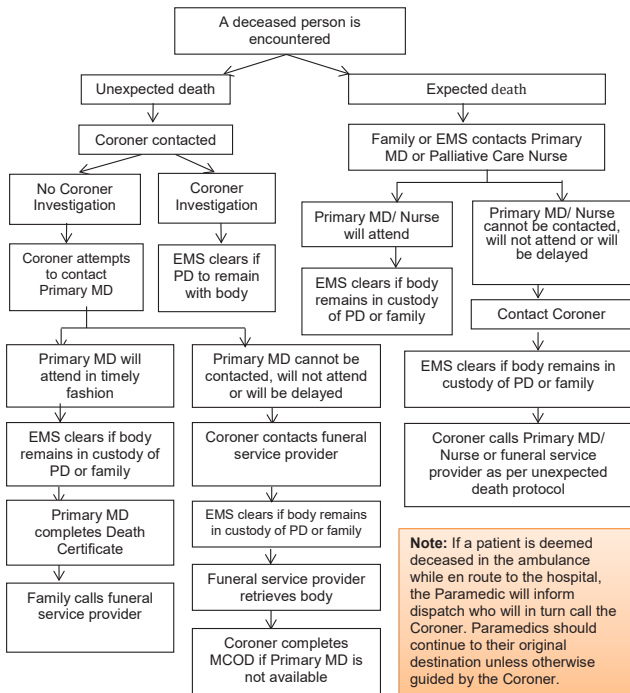 A deceased person is
encountered
Unexpected death
Expected death
Coroner contacted
Family or EMS contacts Primary
MD or Palliative Care Nurse
No Coroner
Investigation
Coroner
Investigation
Primary MD/ Nurse
will attend
Primary MD/ Nurse
cannot be contacted,
will not attend or will
be delayed
Coroner attempts
to contact
Primary MD
EMS clears if
PD to remain
with body
EMS clears if body
remains in custody
of PD or family
Contact Coroner
Primary MD will
attend in timely
fashion
Primary MD cannot be
contacted, will not attend
or will be delayed
EMS clears if body remains in
custody of PD or family
EMS clears if body
remains in custody of
PD or family
Coroner contacts funeral
service provider
Coroner calls Primary MD/
Nurse or funeral service
provider as per unexpected
death protocol
Primary MD
completes Death
Certificate
EMS clears if body remains
in custody of PD or family
Family calls funeral
service provider
Funeral service provider
retrieves body
Coroner completes
MCOD if Primary MD is
not available
Note: If a patient is deemed
deceased in the ambulance
while en route to the hospital,
the Paramedic will inform
dispatch who will in turn call the
Coroner. Paramedics should
continue to their original
destination unless otherwise
guided by the Coroner.